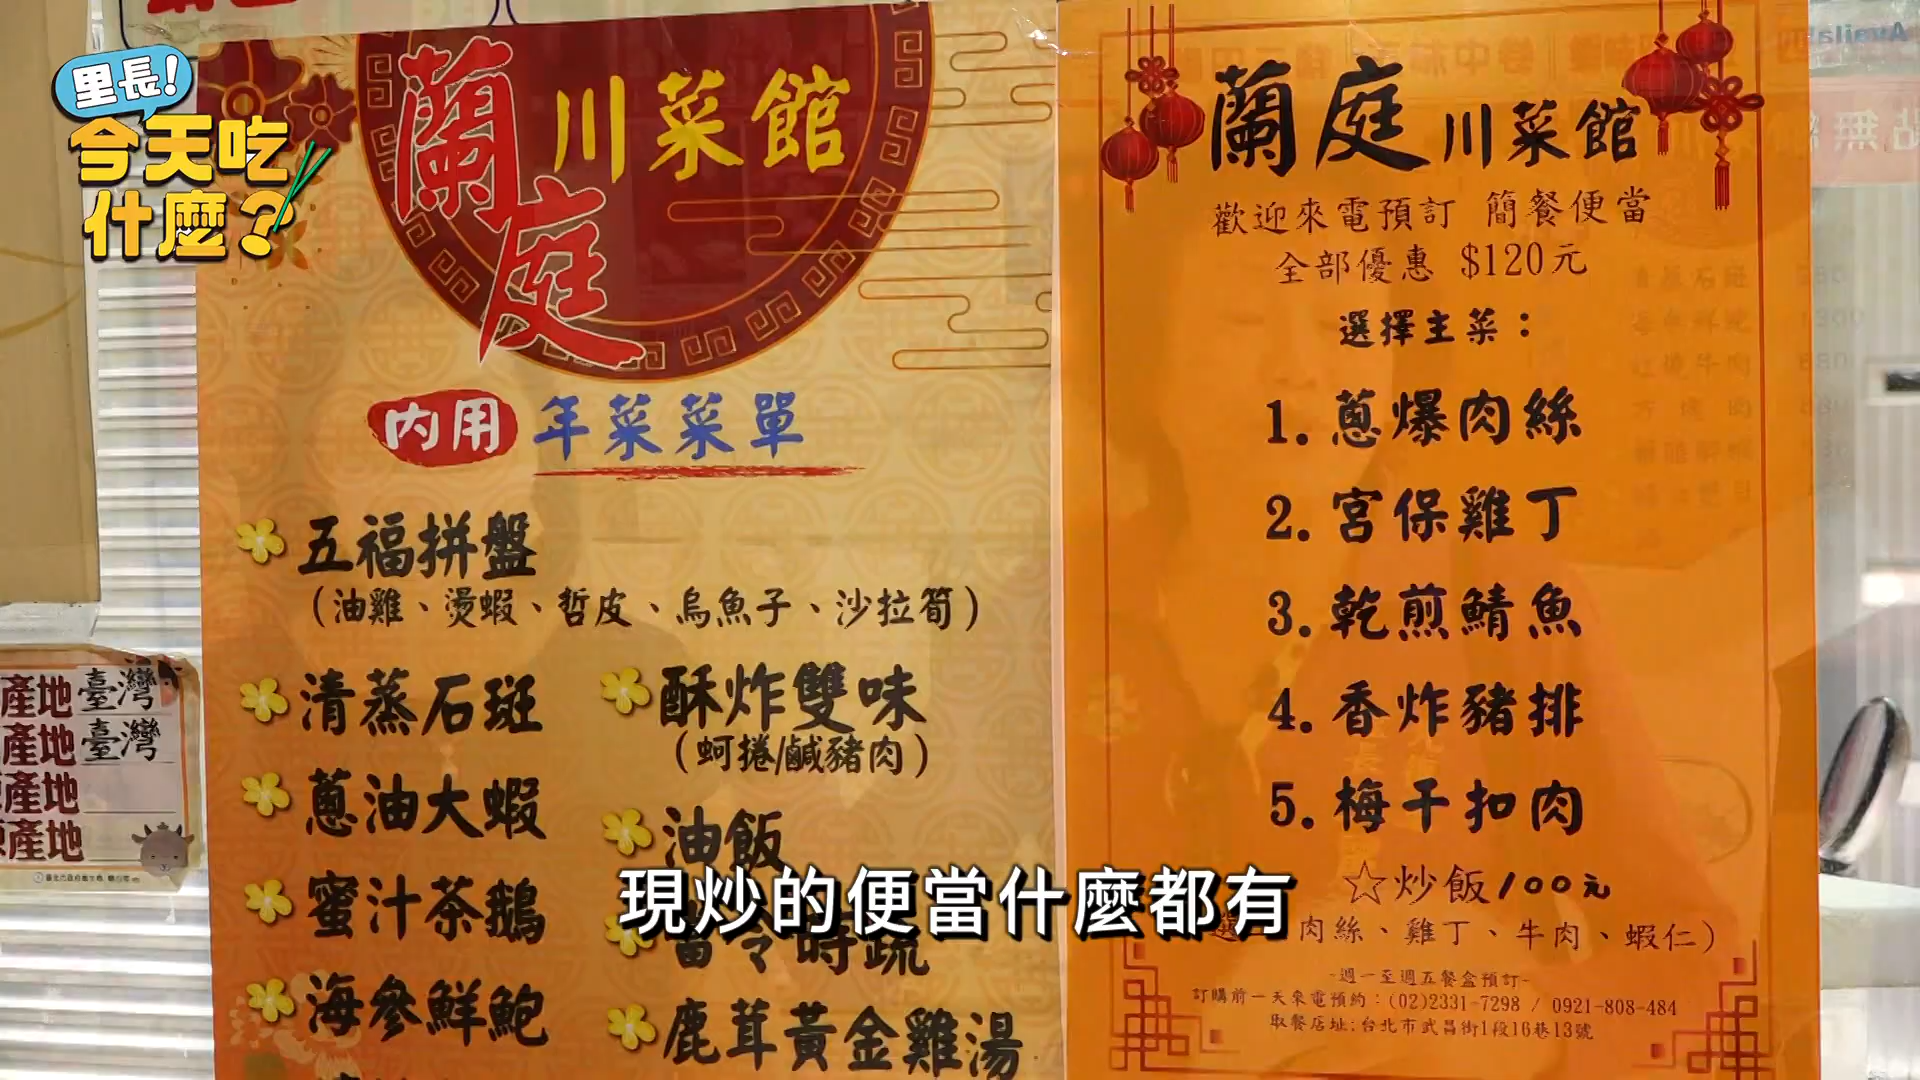 里長!
今天吃
什麼?
蘭庭川菜館
內用 年菜菜單
五福拼盤
(油雞、燙蝦、哲皮、烏魚子、沙拉筍)
清蒸石斑
蔥油大蝦
蜜汁茶鵝
海參鮮鮑
酥炸雙味
(蚵捲/鹹豬肉)
油飯
當令時蔬
鹿茸黃金雞湯
蘭庭川菜館
歡迎來電預訂 簡餐便當
全部優惠 $120元
選擇主菜：
1. 蔥爆肉絲
2. 宮保雞丁
3. 乾煎鯖魚
4. 香炸豬排
5. 梅干扣肉
☆炒飯100元
肉絲、雞丁、牛肉、蝦仁)
-週一至週五餐盒預訂-
訂購前一天來電預約：(02)2331-7298 / 0921-808-484
取餐店址:台北市武昌街1段16巷13號
產地 臺灣
產地 臺灣
產地
產地
現炒的便當什麼都有